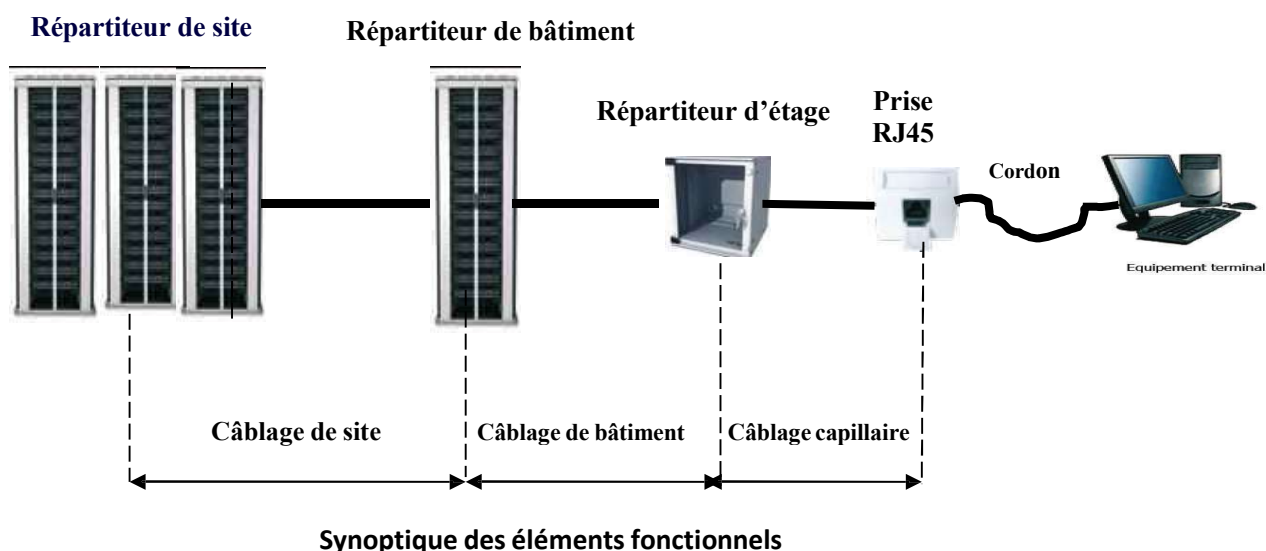 Répartiteur de site
Répartiteur de bâtiment
Répartiteur d’étage
Prise
RJ45
Cordon
Equipement terminal
Câblage de site
Câblage de bâtiment
Câblage capillaire
Synoptique des éléments fonctionnels